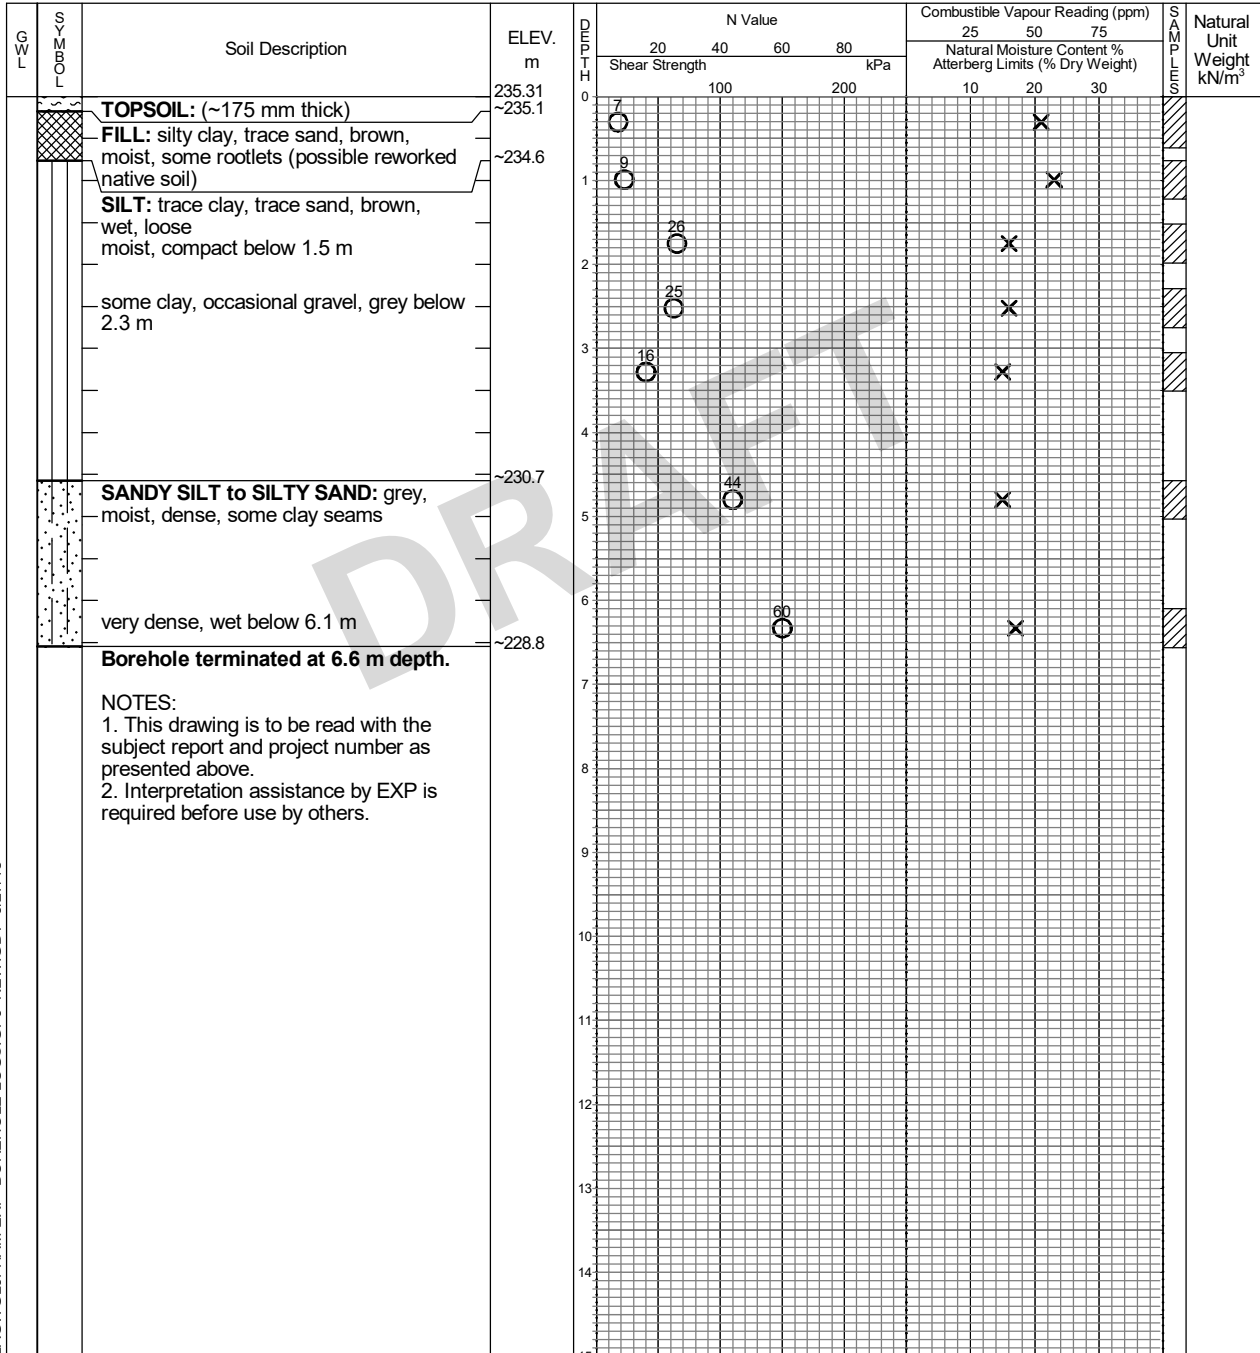 GWL
SYMBOL
Soil Description
ELEV.
m
235.31
DEPTH
N Value
20 40 60 80
Shear Strength kPa
100 200
Combustible Vapour Reading (ppm)
25 50 75
Natural Moisture Content %
Atterberg Limits (% Dry Weight)
10 20 30
SAMPLES
Natural
Unit
Weight
kN/m³
TOPSOIL: (~175 mm thick)
~235.1
FILL: silty clay, trace sand, brown,
moist, some rootlets (possible reworked
native soil)
~234.6
SILT: trace clay, trace sand, brown,
wet, loose
moist, compact below 1.5 m
some clay, occasional gravel, grey below
2.3 m
~230.7
SANDY SILT to SILTY SAND: grey,
moist, dense, some clay seams
very dense, wet below 6.1 m
~228.8
Borehole terminated at 6.6 m depth.
NOTES:
1. This drawing is to be read with the
subject report and project number as
presented above.
2. Interpretation assistance by EXP is
required before use by others.
0
1
2
3
4
5
6
7
8
9
10
11
12
13
14
7
9
26
25
16
44
60
DRAFT